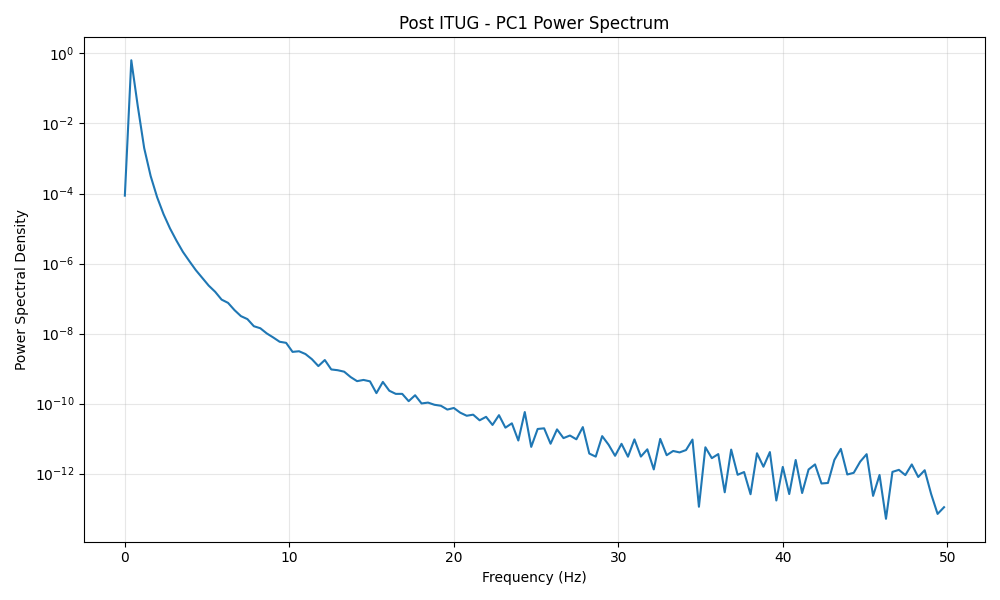 Post ITUG - PC1 Power Spectrum
Power Spectral Density
10^0
10^-2
10^-4
10^-6
10^-8
10^-10
10^-12
0 10 20 30 40 50
Frequency (Hz)